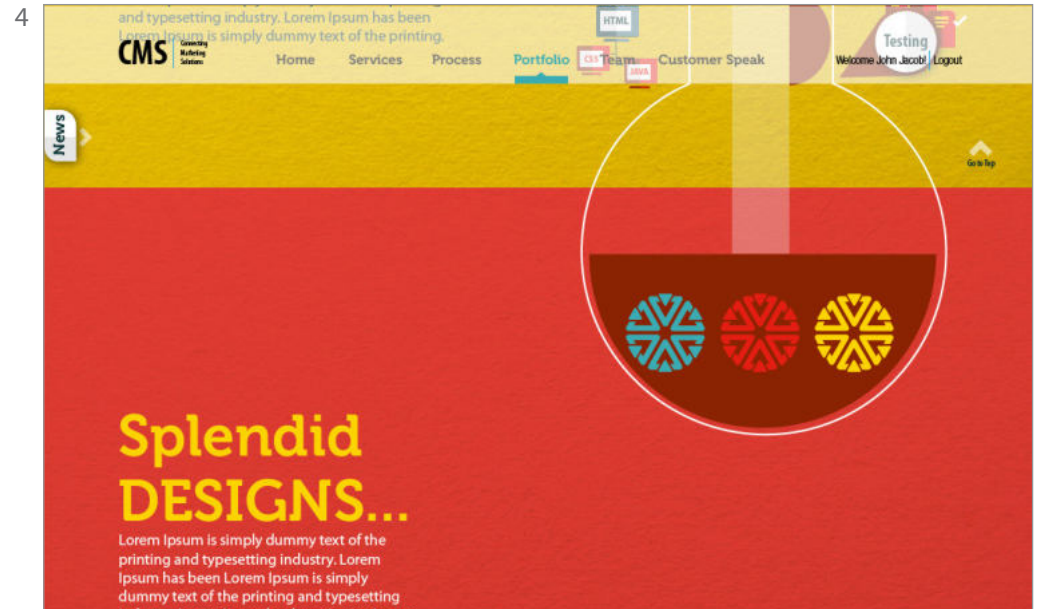 4
and typesetting industry. Lorem Ipsum has been
Lorem Ipsum is simply dummy text of the printing.
HTML
Testing
CMS
Connecting
Marketing
Solutions
Home Services Process Portfolio CSS Team JAVA Customer Speak
Welcome John Jacob! Logout
News
Go to Top
Splendid
DESIGNS...
Lorem Ipsum is simply dummy text of the
printing and typesetting industry. Lorem
Ipsum has been Lorem Ipsum is simply
dummy text of the printing and typesetting